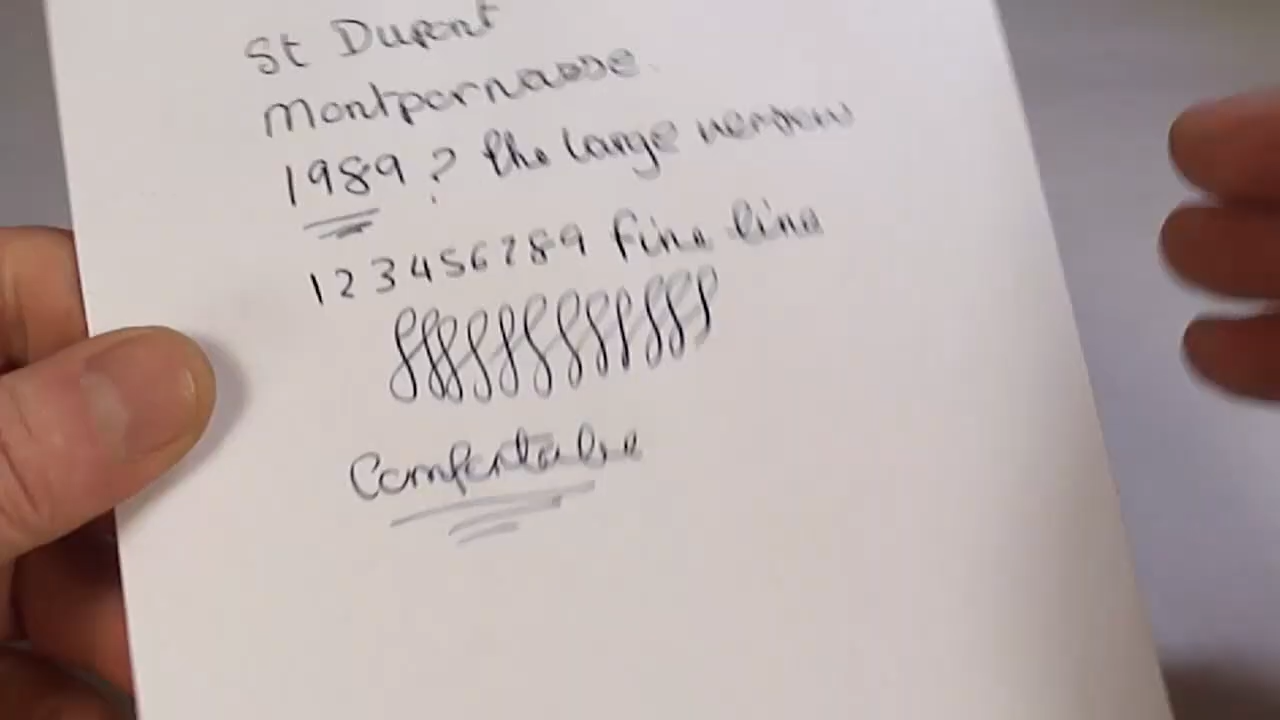 St Dupont
Montparnasse
1989? the large version
123456789 fine line
Comfortable